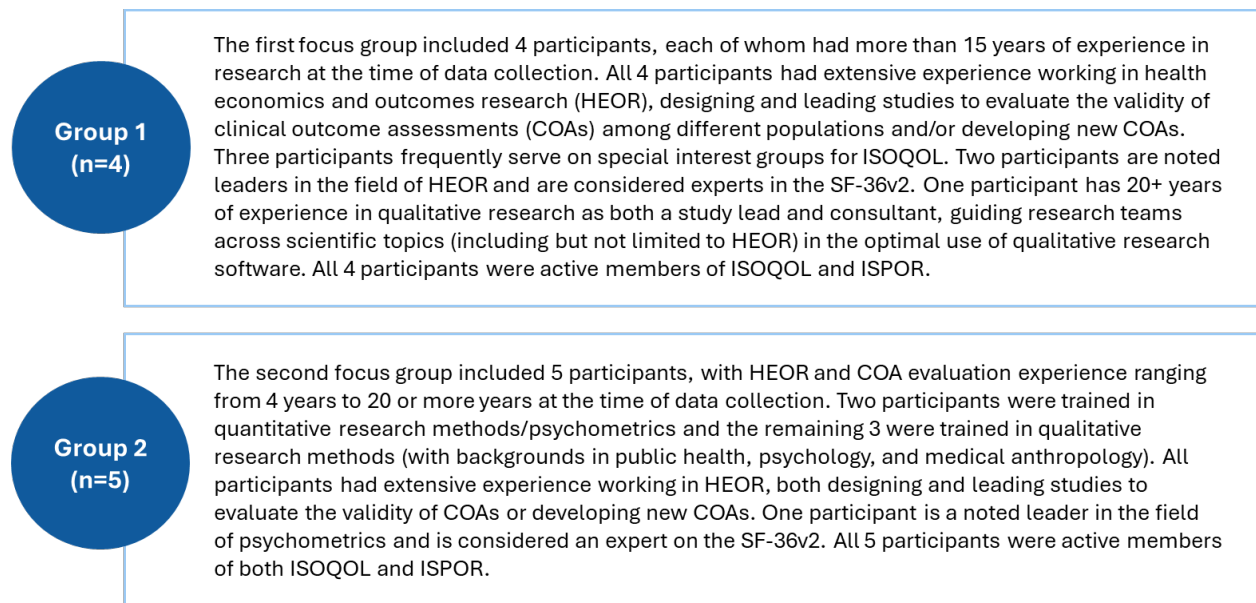 Group 1
(n=4)
The first focus group included 4 participants, each of whom had more than 15 years of experience in
research at the time of data collection. All 4 participants had extensive experience working in health
economics and outcomes research (HEOR), designing and leading studies to evaluate the validity of
clinical outcome assessments (COAs) among different populations and/or developing new COAs.
Three participants frequently serve on special interest groups for ISOQOL. Two participants are noted
leaders in the field of HEOR and are considered experts in the SF-36v2. One participant has 20+ years
of experience in qualitative research as both a study lead and consultant, guiding research teams
across scientific topics (including but not limited to HEOR) in the optimal use of qualitative research
software. All 4 participants were active members of ISOQOL and ISPOR.
Group 2
(n=5)
The second focus group included 5 participants, with HEOR and COA evaluation experience ranging
from 4 years to 20 or more years at the time of data collection. Two participants were trained in
quantitative research methods/psychometrics and the remaining 3 were trained in qualitative
research methods (with backgrounds in public health, psychology, and medical anthropology). All
participants had extensive experience working in HEOR, both designing and leading studies to
evaluate the validity of COAs or developing new COAs. One participant is a noted leader in the field
of psychometrics and is considered an expert on the SF-36v2. All 5 participants were active members
of both ISOQOL and ISPOR.